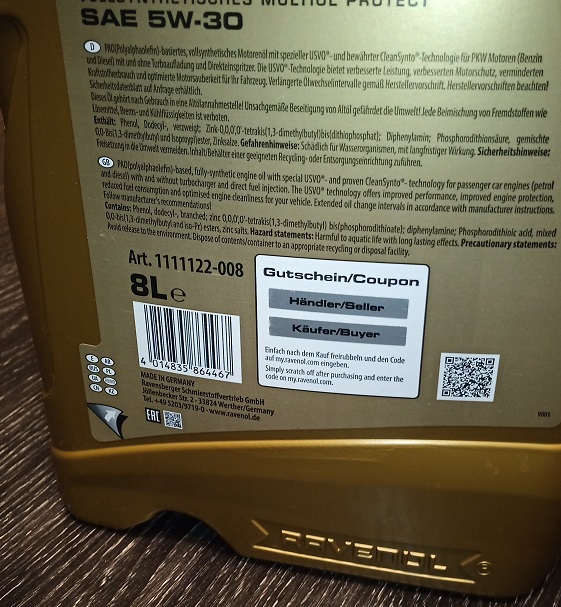 VOLLSYNTHETISCHES MOTORÖL PROTECT
SAE 5W-30
D PAO(Polyalphaolefin)-basiertes, vollsynthetisches Motorenöl mit spezieller USVO®- und bewährter CleanSynto®-Technologie für PKW Motoren (Benzin
und Diesel) mit und ohne Turboaufladung und Direkteinspritzer. Die USVO®-Technologie bietet verbesserte Leistung, verbesserten Motorschutz, verminderten
Kraftstoffverbrauch und optimierte Motorsauberkeit für Ihr Fahrzeug. Verlängerte Ölwechselintervalle gemäß Herstellervorschrift. Herstellervorschriften beachten!
Sicherheitsdatenblatt auf Anfrage erhältlich.
Dieses Öl gehört nach Gebrauch in eine Altölannahmestelle! Unsachgemäße Beseitigung von Altöl gefährdet die Umwelt! Jede Beimischung von Fremdstoffen wie
Lösemittel, Brems- und Kühlflüssigkeiten ist verboten.
Enthält: Phenol, Dodecyl-, verzweigt; Zink-O,O,O',O'-tetrakis(1,3-dimethylbutyl)bis(dithiophosphat); Diphenylamin; Phosphorodithionsäure, gemischte
O,O-Bis(1,3-dimethylbutyl und isopropyl)ester, Zinksalze. Gefahrenhinweise: Schädlich für Wasserorganismen, mit langfristiger Wirkung. Sicherheitshinweise:
Freisetzung in die Umwelt vermeiden. Inhalt/Behälter einer geeigneten Recycling- oder Entsorgungseinrichtung zuführen.
GB PAO(Polyalphaolefin)-based, fully-synthetic engine oil with special USVO®- and proven CleanSynto®-technology for passenger car engines (petrol
and diesel) with and without turbocharger and direct fuel injection. The USVO® technology offers improved performance, improved engine protection,
reduced fuel consumption and optimised engine cleanliness for your vehicle. Extended oil change intervals in accordance with manufacturer instructions.
Follow manufacturer's recommendations!
Contains: Phenol, dodecyl-, branched; zinc O,O,O',O'-tetrakis(1,3-dimethylbutyl) bis(phosphorodithioate); diphenylamine; Phosphorodithioic acid, mixed
O,O-bis(1,3-dimethylbutyl and iso-Pr) esters, zinc salts. Hazard statements: Harmful to aquatic life with long lasting effects. Precautionary statements:
Avoid release to the environment. Dispose of contents/container to an appropriate recycling or disposal facility.
Art. 1111122-008
8L e
4 014835 864467
MADE IN GERMANY
Ravensberger Schmierstoffvertrieb GmbH
Jöllenbecker Str. 2 - 33824 Werther/Germany
Tel. +49 5203/9719-0 - www.ravenol.de
EAC
Gutschein/Coupon
Händler/Seller
Käufer/Buyer
Einfach nach dem Kauf freirubbeln und den Code
auf my.ravenol.com eingeben.
Simply scratch off after purchasing and enter the
code on my.ravenol.com.
V001
RAVENOL ®